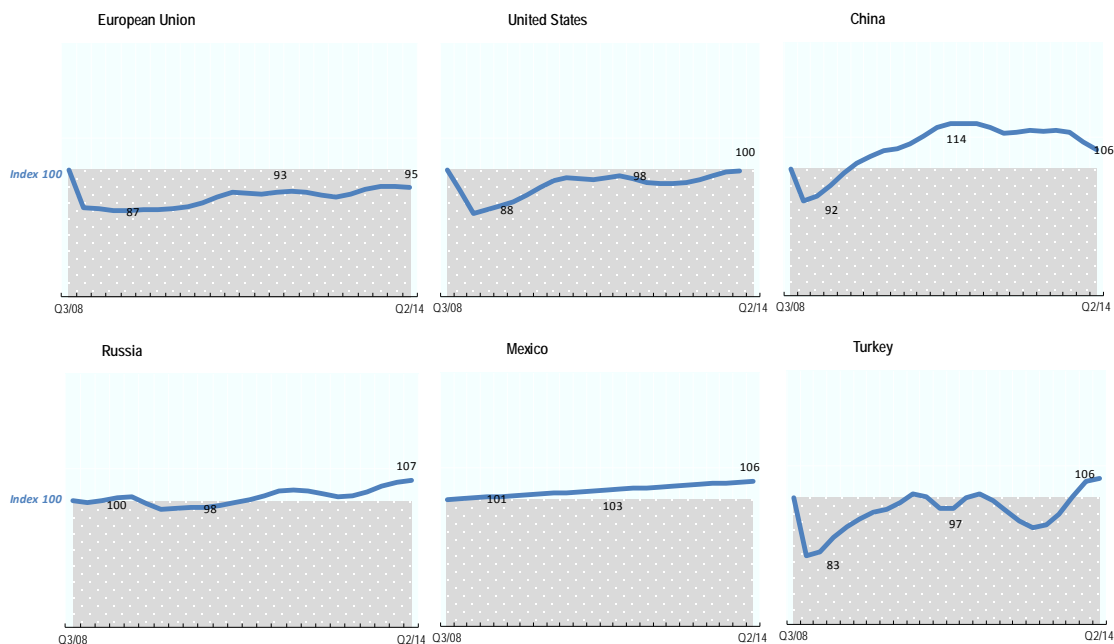 European Union
United States
China
Index 100
87
93
95
88
98
100
92
114
106
Q3/08
Q2/14
Q3/08
Q2/14
Q3/08
Q2/14
Russia
Mexico
Turkey
Index 100
100
98
107
101
103
106
83
97
106
Q3/08
Q2/14
Q3/08
Q2/14
Q3/08
Q2/14